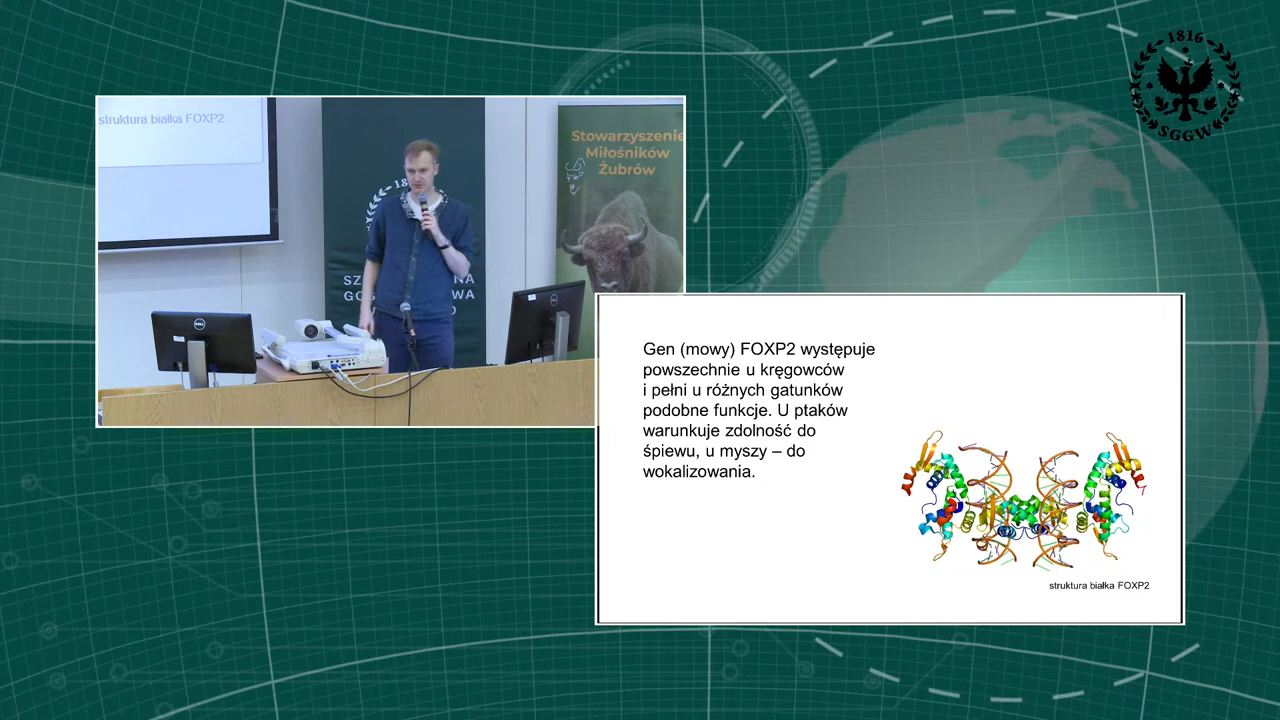 1816
SGGW
struktura białka FOXP2
Stowarzyszenie
Miłośników
Żubrów
DELL
Gen (mowy) FOXP2 występuje
powszechnie u kręgowców
i pełni u różnych gatunków
podobne funkcje. U ptaków
warunkuje zdolność do
śpiewu, u myszy – do
wokalizowania.
struktura białka FOXP2